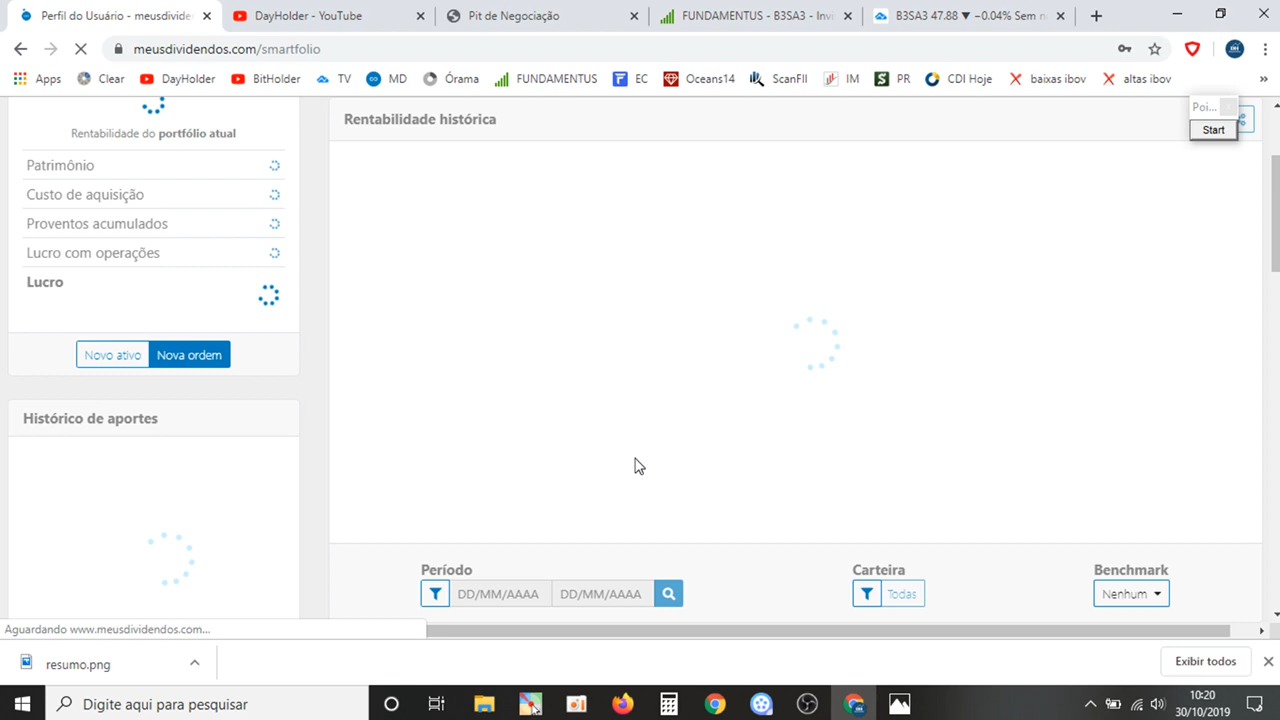 Perfil do Usuário - meusdivider
DayHolder - YouTube
Pit de Negociação
FUNDAMENTUS - B3SA3 - Invi
B3SA3 47.88 ▼ −0.04% Sem n
meusdividendos.com/smartfolio
Apps
Clear
DayHolder
BitHolder
TV
MD
Órama
FUNDAMENTUS
EC
Oceans14
ScanFII
IM
PR
CDI Hoje
baixas ibov
altas ibov
»
Poi...
Start
Rentabilidade do portfólio atual
Patrimônio
Custo de aquisição
Proventos acumulados
Lucro com operações
Lucro
Novo ativo
Nova ordem
Histórico de aportes
Rentabilidade histórica
Período
DD/MM/AAAA
DD/MM/AAAA
Carteira
Todas
Benchmark
Nenhum
Aguardando www.meusdividendos.com...
resumo.png
Exibir todos
Digite aqui para pesquisar
10:20
30/10/2019